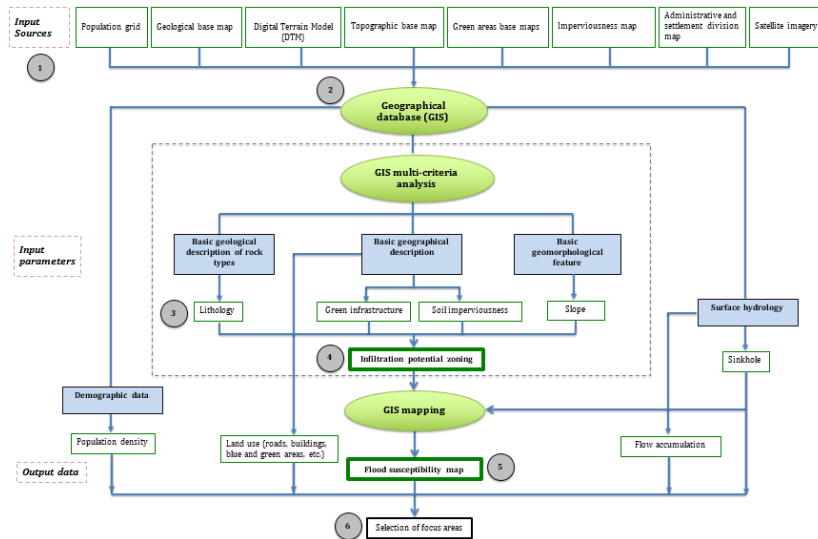 Input
Sources
Population grid
Geological base map
Digital Terrain Model
(DTM)
Topographic base
map
Green areas base maps
Imperviousness map
Administrative and
settlement division
map
Satellite imagery
1
2
Geographical
database (GIS)
GIS multi-criteria
analysis
Input
parameters
Basic geological
description of rock
types
Basic geographical
description
Basic
geomorphological
feature
3
Lithology
Green infrastructure
Soil imperviousness
Slope
Surface hydrology
4
Infiltration potential zoning
Sinkhole
Demographic data
GIS mapping
Population density
Land use (roads, buildings,
blue and green areas, etc.)
Flow accumulation
Output data
Flood susceptibility map
5
6
Selection of focus areas